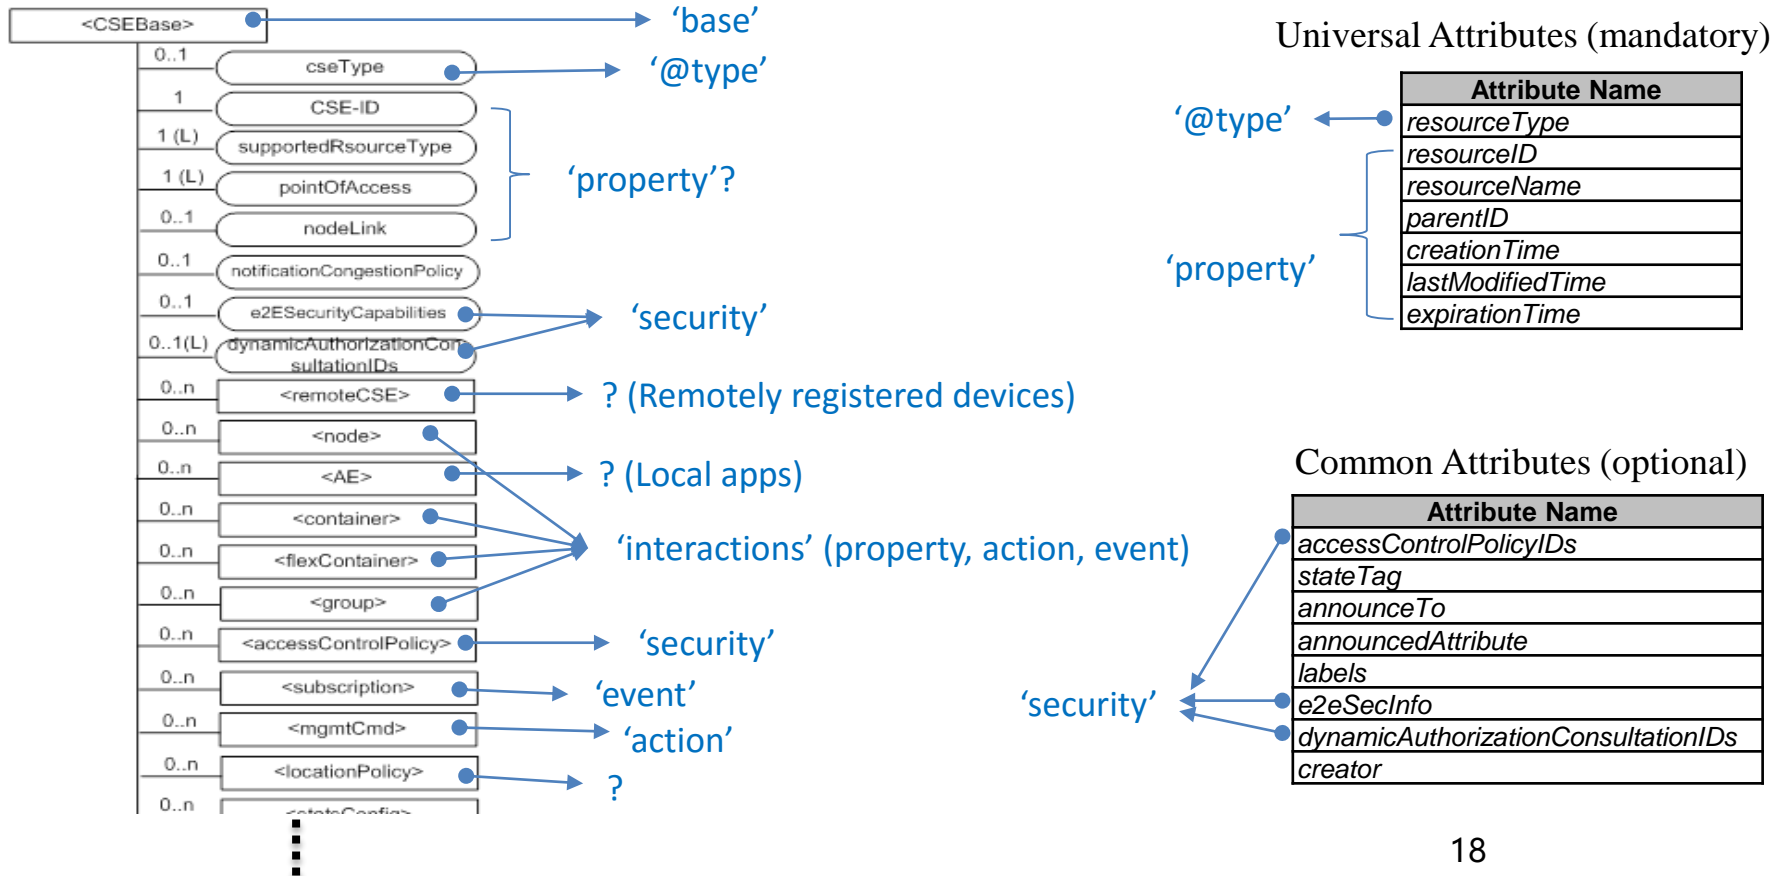 <CSEBase>
'base'
0..1
cseType
'@type'
1
CSE-ID
1 (L)
supportedRsourceType
1 (L)
pointOfAccess
'property'?
0..1
nodeLink
0..1
notificationCongestionPolicy
0..1
e2ESecurityCapabilities
'security'
0..1(L)
dynamicAuthorizationCon
sultationIDs
0..n
<remoteCSE>
? (Remotely registered devices)
0..n
<node>
0..n
<AE>
? (Local apps)
0..n
<container>
'interactions' (property, action, event)
0..n
<flexContainer>
0..n
<group>
0..n
<accessControlPolicy>
'security'
0..n
<subscription>
'event'
0..n
<mgmtCmd>
'action'
0..n
<locationPolicy>
?
0..n
Universal Attributes (mandatory)
Attribute Name
'@type'
resourceType
resourceID
resourceName
parentID
creationTime
'property'
lastModifiedTime
expirationTime
Common Attributes (optional)
Attribute Name
accessControlPolicyIDs
stateTag
announceTo
announcedAttribute
labels
'security'
e2eSecInfo
dynamicAuthorizationConsultationIDs
creator
18